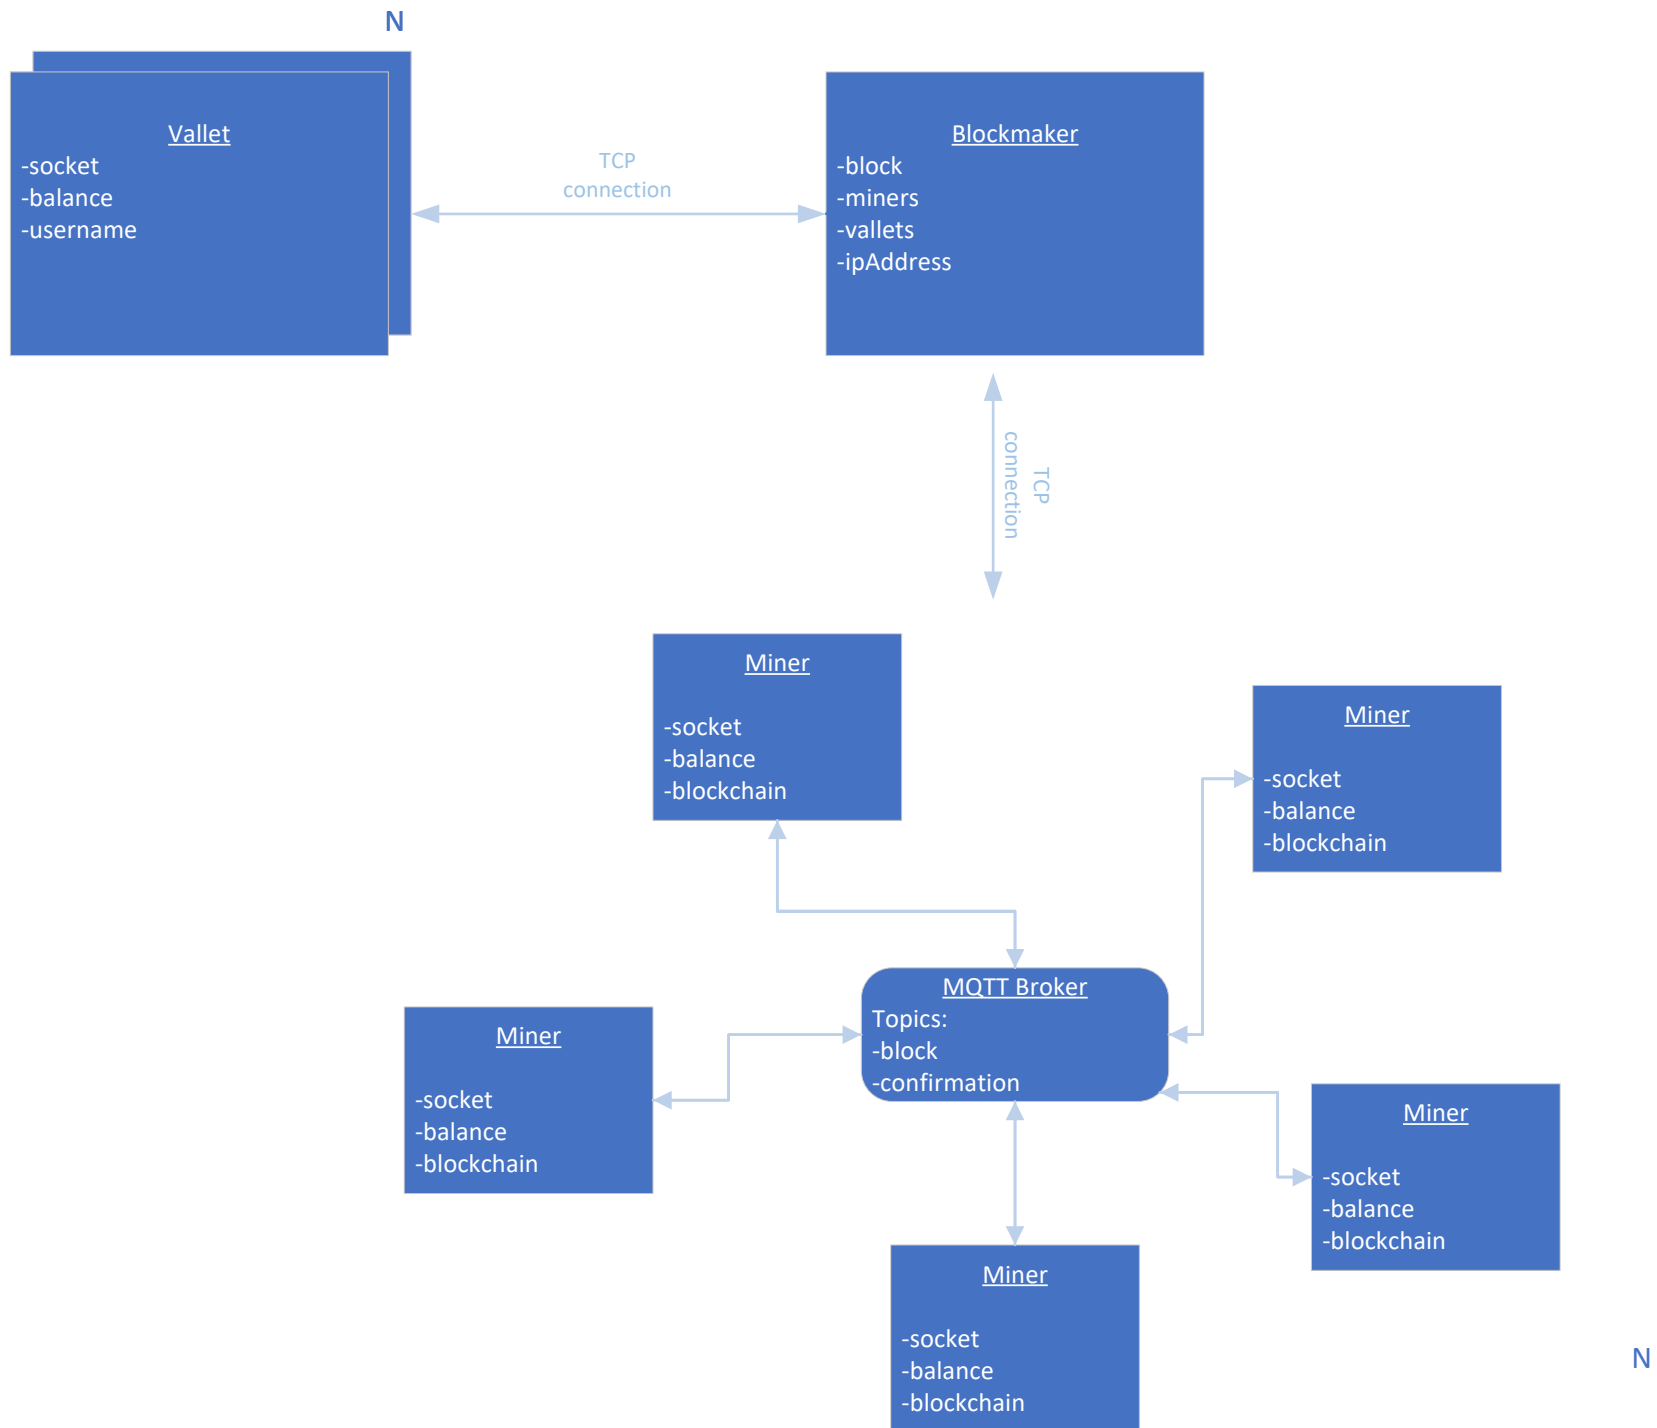 N
Vallet
-socket
-balance
-username
TCP
connection
Blockmaker
-block
-miners
-vallets
-ipAddress
TCP
connection
Miner
-socket
-balance
-blockchain
Miner
-socket
-balance
-blockchain
MQTT Broker
Topics:
-block
-confirmation
Miner
-socket
-balance
-blockchain
Miner
-socket
-balance
-blockchain
Miner
-socket
-balance
-blockchain
N